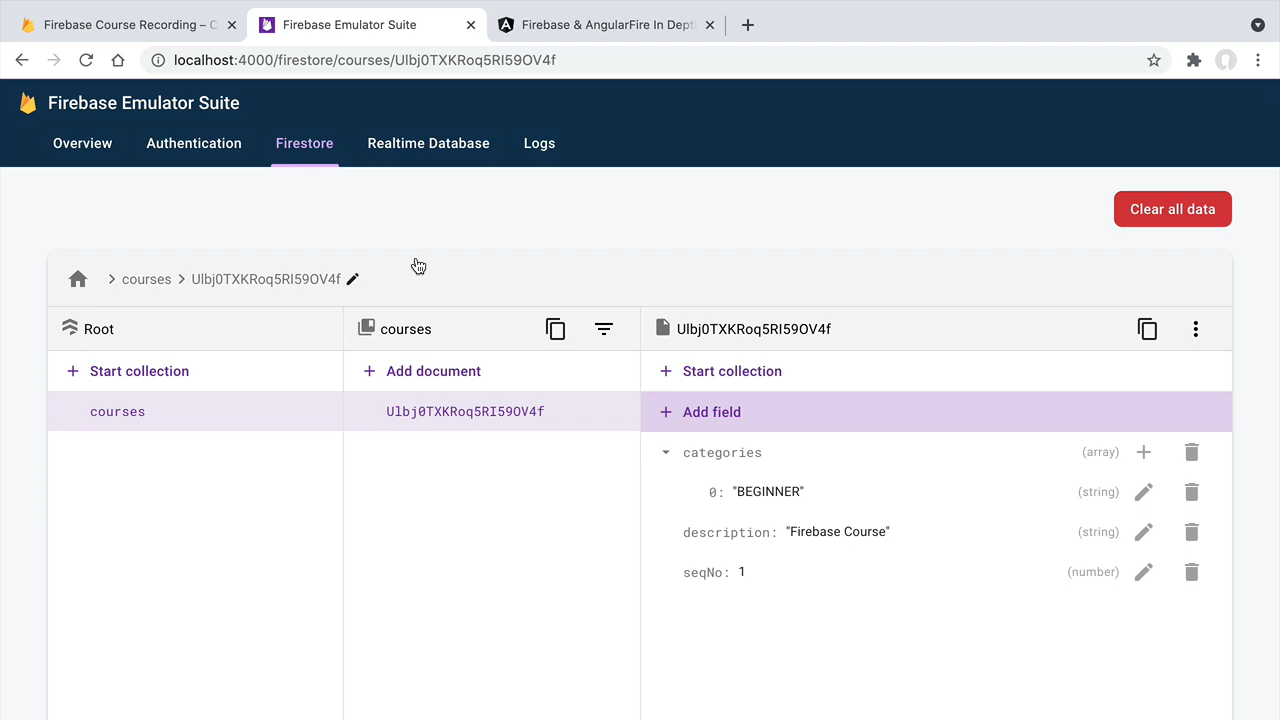 Firebase Course Recording – C
Firebase Emulator Suite
Firebase & AngularFire In Dept
localhost:4000/firestore/courses/Ulbj0TXKRoq5RI59OV4f
Firebase Emulator Suite
Overview Authentication Firestore Realtime Database Logs
Clear all data
courses Ulbj0TXKRoq5RI59OV4f
Root courses Ulbj0TXKRoq5RI59OV4f
+ Start collection + Add document + Start collection
courses Ulbj0TXKRoq5RI59OV4f + Add field
categories (array)
0: "BEGINNER" (string)
description: "Firebase Course" (string)
seqNo: 1 (number)